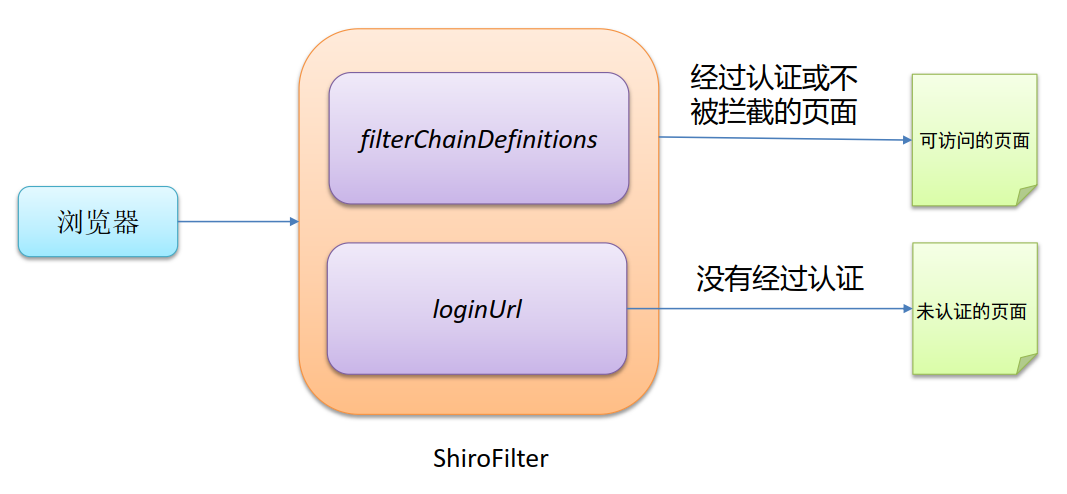 浏览器
filterChainDefinitions
loginUrl
ShiroFilter
经过认证或不
被拦截的页面
可访问的页面
没有经过认证
未认证的页面